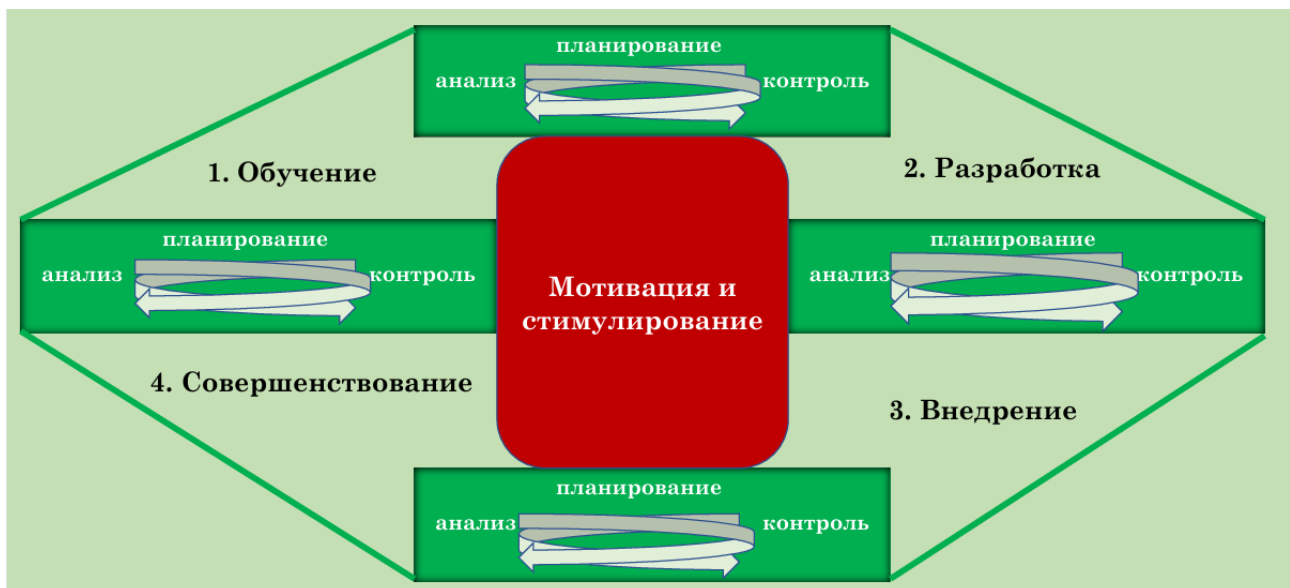 планирование
анализ контроль
1. Обучение
2. Разработка
планирование
анализ контроль
Мотивация и
стимулирование
планирование
анализ контроль
4. Совершенствование
3. Внедрение
планирование
анализ контроль